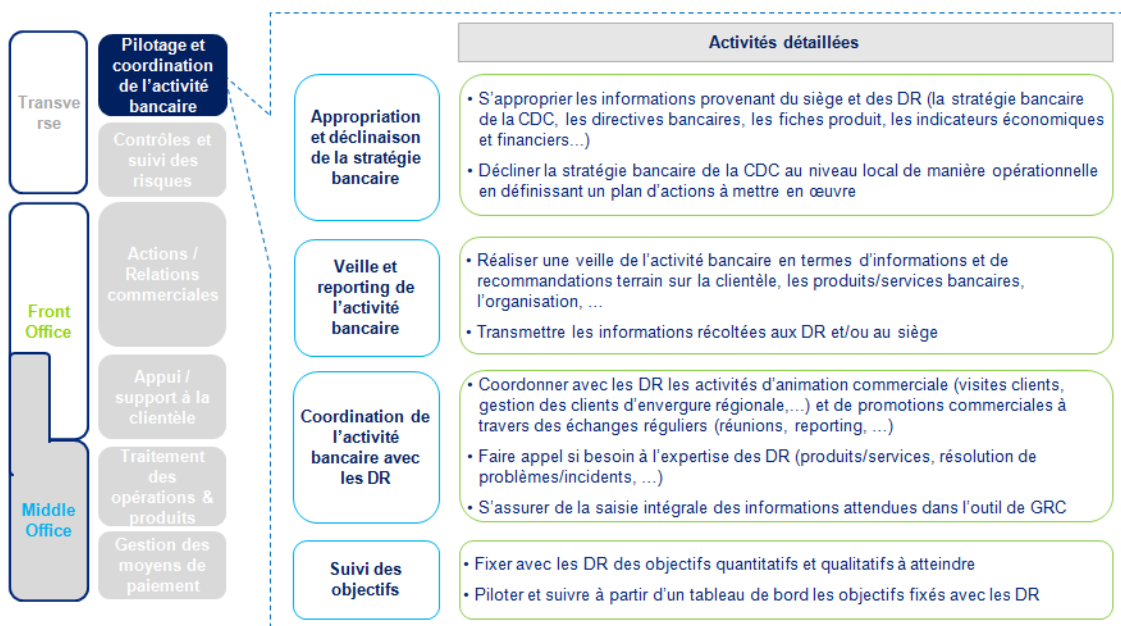 Transve
rse
Front
Office
Middle
Office
Pilotage et
coordination
de l'activité
bancaire
Contrôles et
suivi des
risques
Actions /
Relations
commerciales
Appui /
support à la
clientèle
Traitement
des
opérations &
produits
Gestion des
moyens de
paiement
Activités détaillées
Appropriation
et déclinaison
de la stratégie
bancaire
• S'approprier les informations provenant du siège et des DR (la stratégie bancaire
de la CDC, les directives bancaires, les fiches produit, les indicateurs économiques
et financiers...)
• Décliner la stratégie bancaire de la CDC au niveau local de manière opérationnelle
en définissant un plan d'actions à mettre en œuvre
Veille et
reporting de
l'activité
bancaire
• Réaliser une veille de l'activité bancaire en termes d'informations et de
recommandations terrain sur la clientèle, les produits/services bancaires,
l'organisation, ...
• Transmettre les informations récoltées aux DR et/ou au siège
Coordination de
l'activité
bancaire avec
les DR
• Coordonner avec les DR les activités d'animation commerciale (visites clients,
gestion des clients d'envergure régionale,...) et de promotions commerciales à
travers des échanges réguliers (réunions, reporting, ...)
• Faire appel si besoin à l'expertise des DR (produits/services, résolution de
problèmes/incidents, ...)
• S'assurer de la saisie intégrale des informations attendues dans l'outil de GRC
Suivi des
objectifs
• Fixer avec les DR des objectifs quantitatifs et qualitatifs à atteindre
• Piloter et suivre à partir d'un tableau de bord les objectifs fixés avec les DR